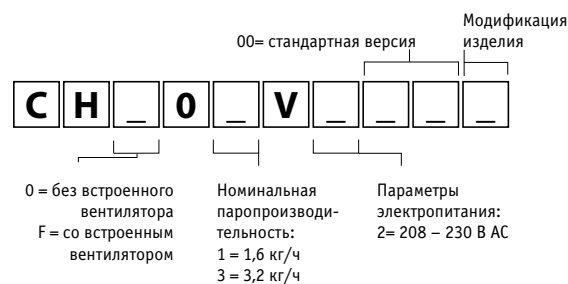 Модификация
изделия
00= стандартная версия
C H _ 0 _ V _ _ _ _
0 = без встроенного
вентилятора
F = со встроенным
вентилятором
Номинальная
паропроизводи-
тельность:
1 = 1,6 кг/ч
3 = 3,2 кг/ч
Параметры
электропитания:
2= 208 – 230 В AC